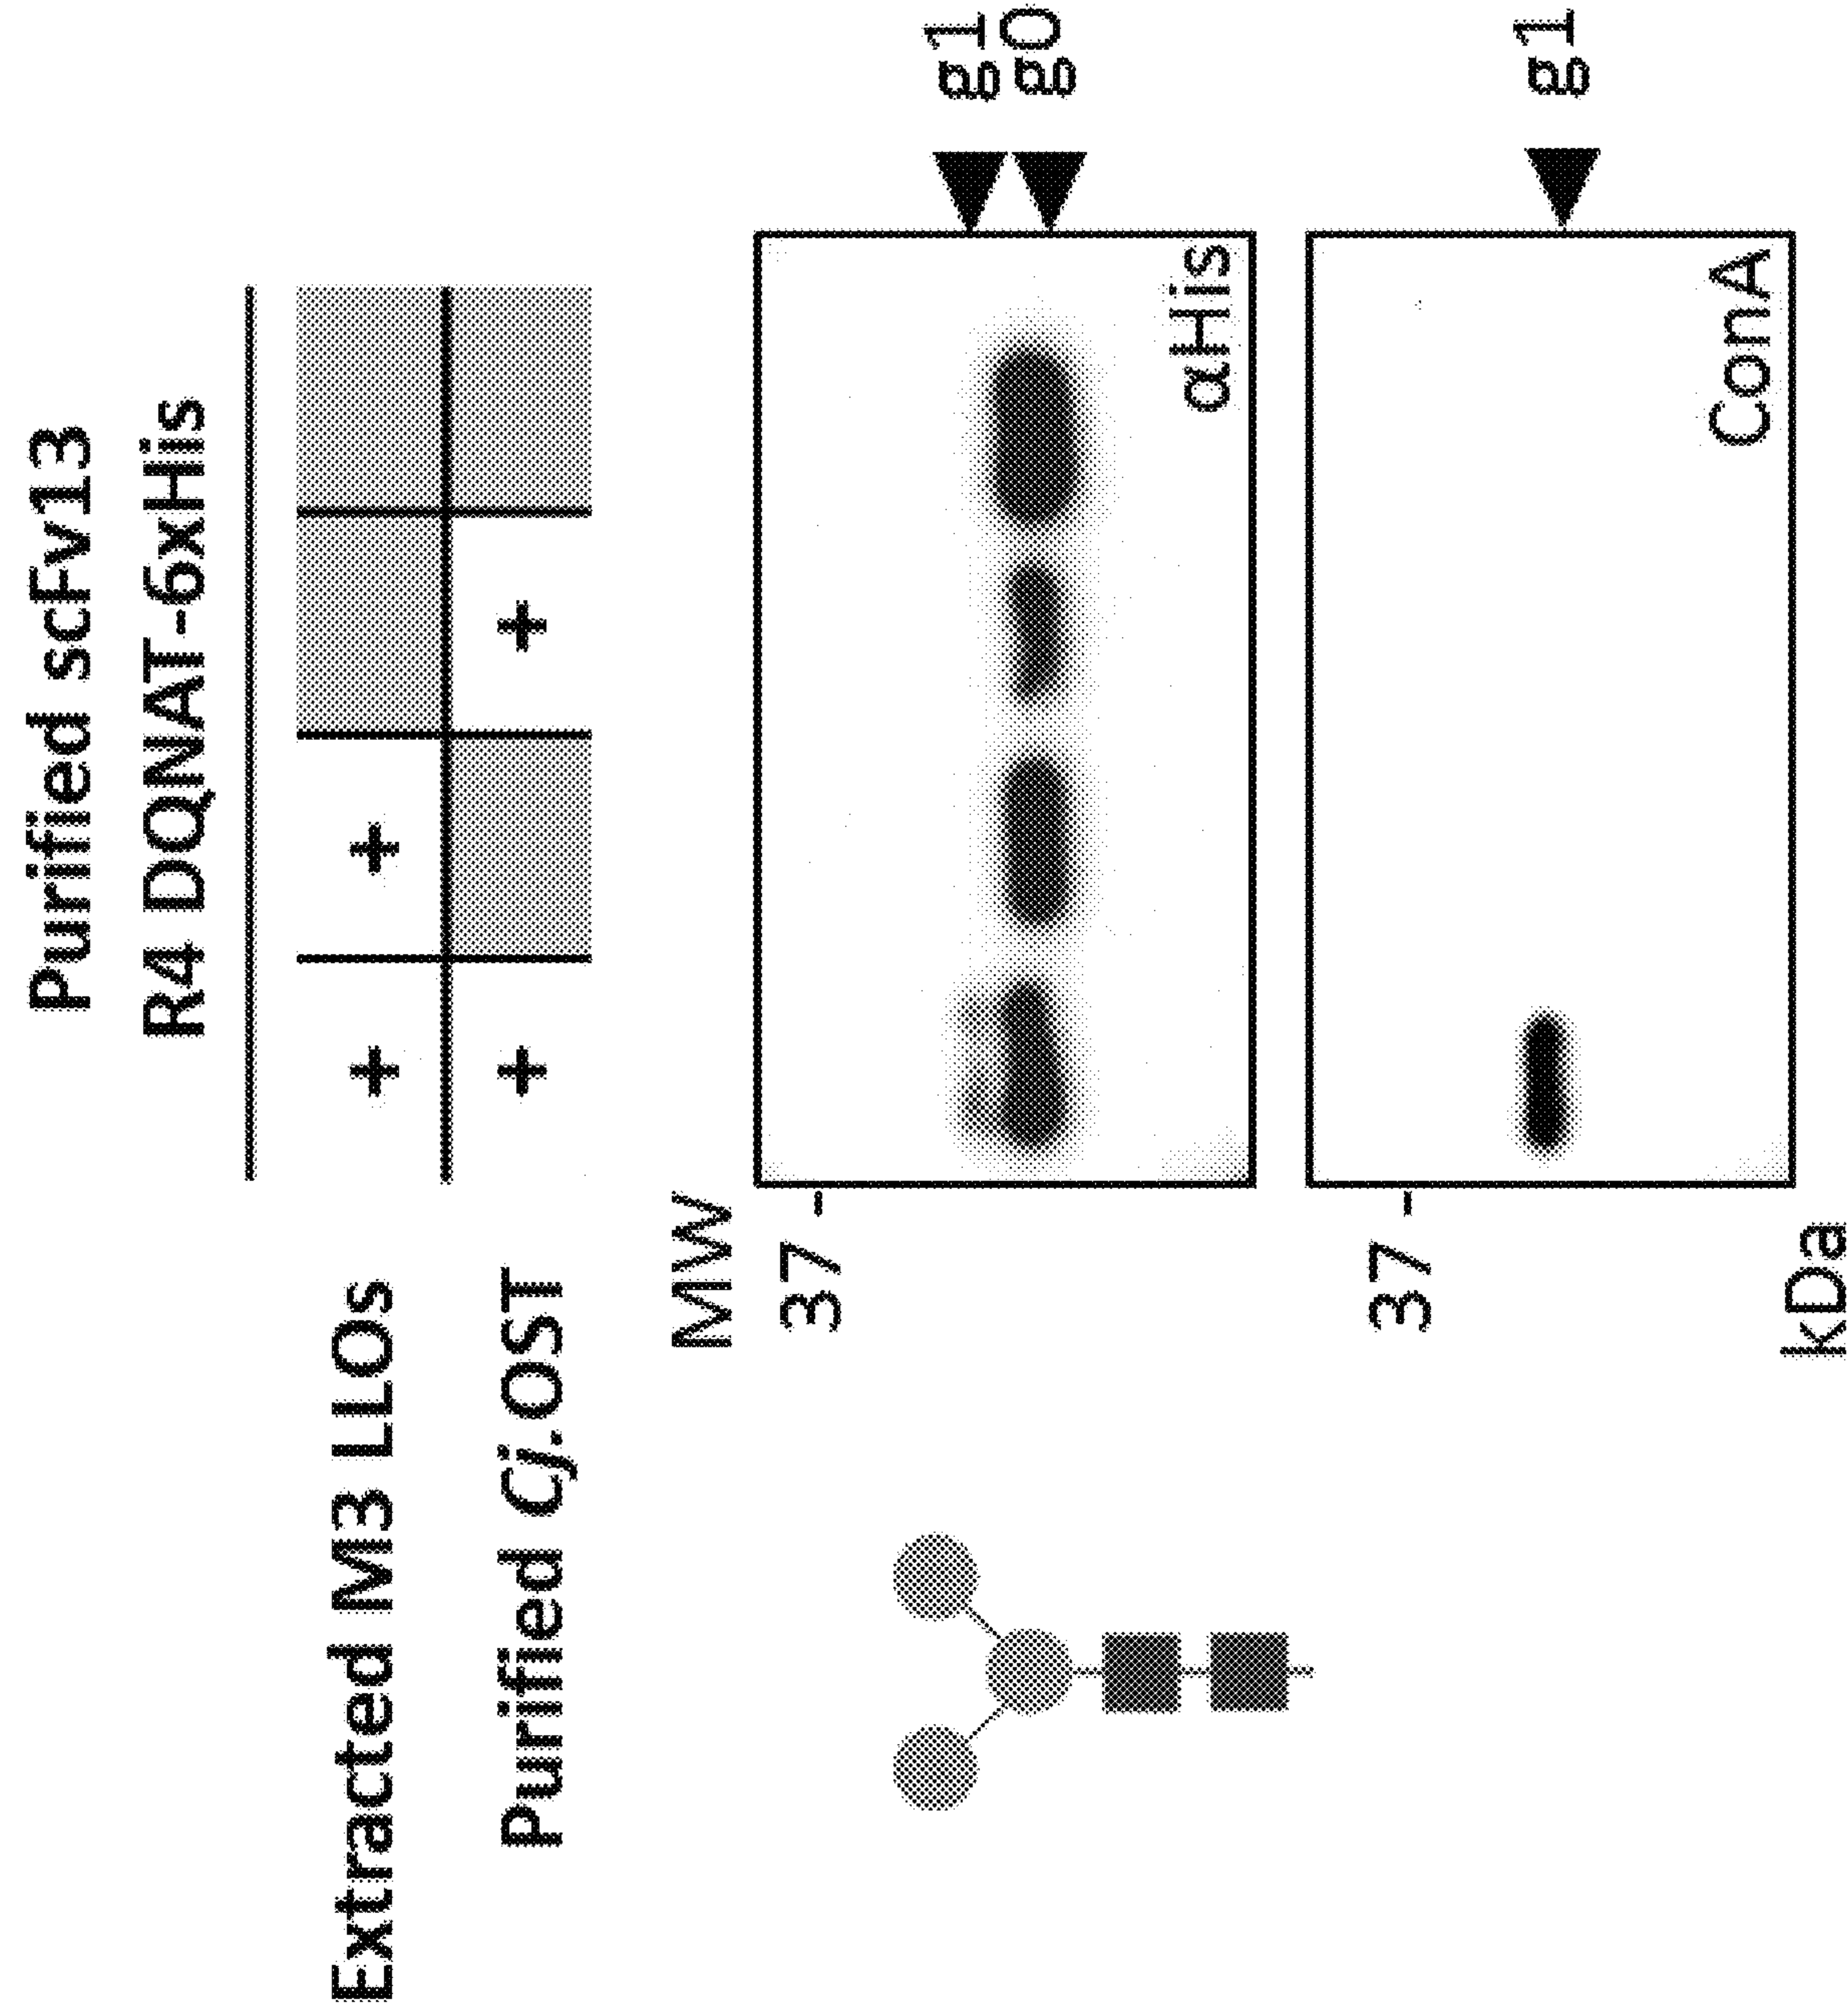 Purified scFv13
R4 DQNAT-6xHis
Extracted M3 LLOs + +
Purified Cj.OST + +
MW
37 -
g1
g0
αHis
37 -
g1
ConA
kDa